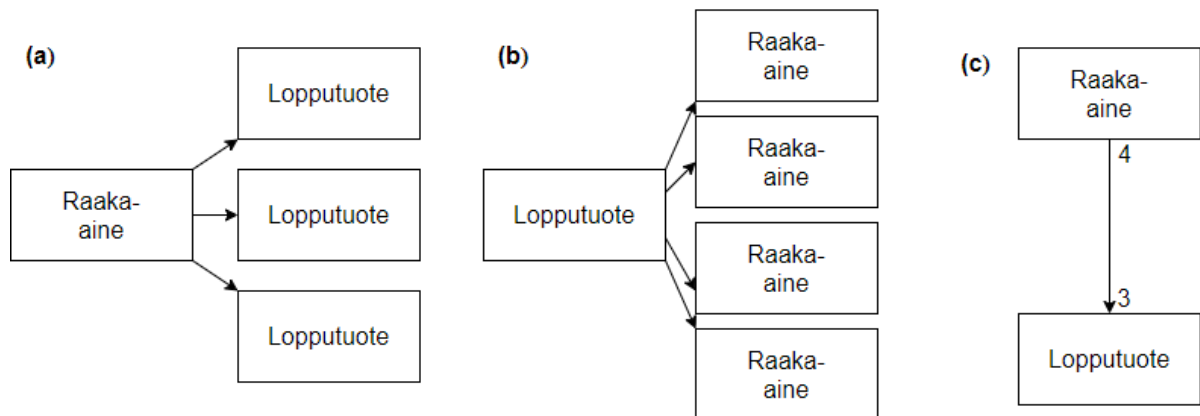 (a)
Lopputuote
Raaka-
aine
Lopputuote
Lopputuote
(b)
Raaka-
aine
Raaka-
aine
Lopputuote
Raaka-
aine
Raaka-
aine
(c)
Raaka-
aine
4
3
Lopputuote